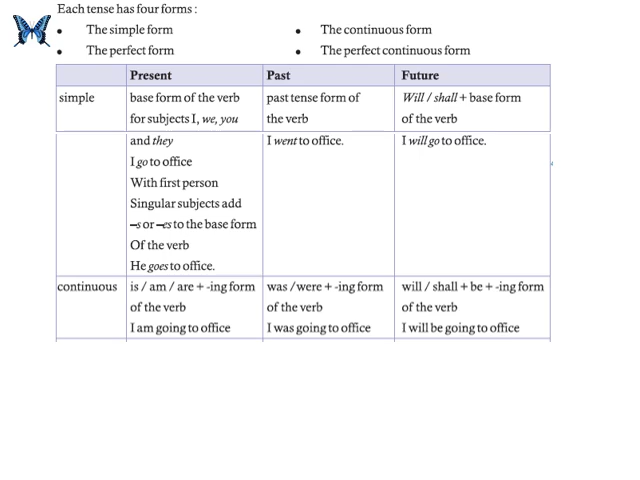 Each tense has four forms :
• The simple form • The continuous form
• The perfect form • The perfect continuous form
Present Past Future
simple base form of the verb past tense form of Will / shall + base form
for subjects I, we, you the verb of the verb
and they I went to office. I will go to office.
I go to office
With first person
Singular subjects add
–s or –es to the base form
Of the verb
He goes to office.
continuous is / am / are + -ing form was /were + -ing form will / shall + be + -ing form
of the verb of the verb of the verb
I am going to office I was going to office I will be going to office